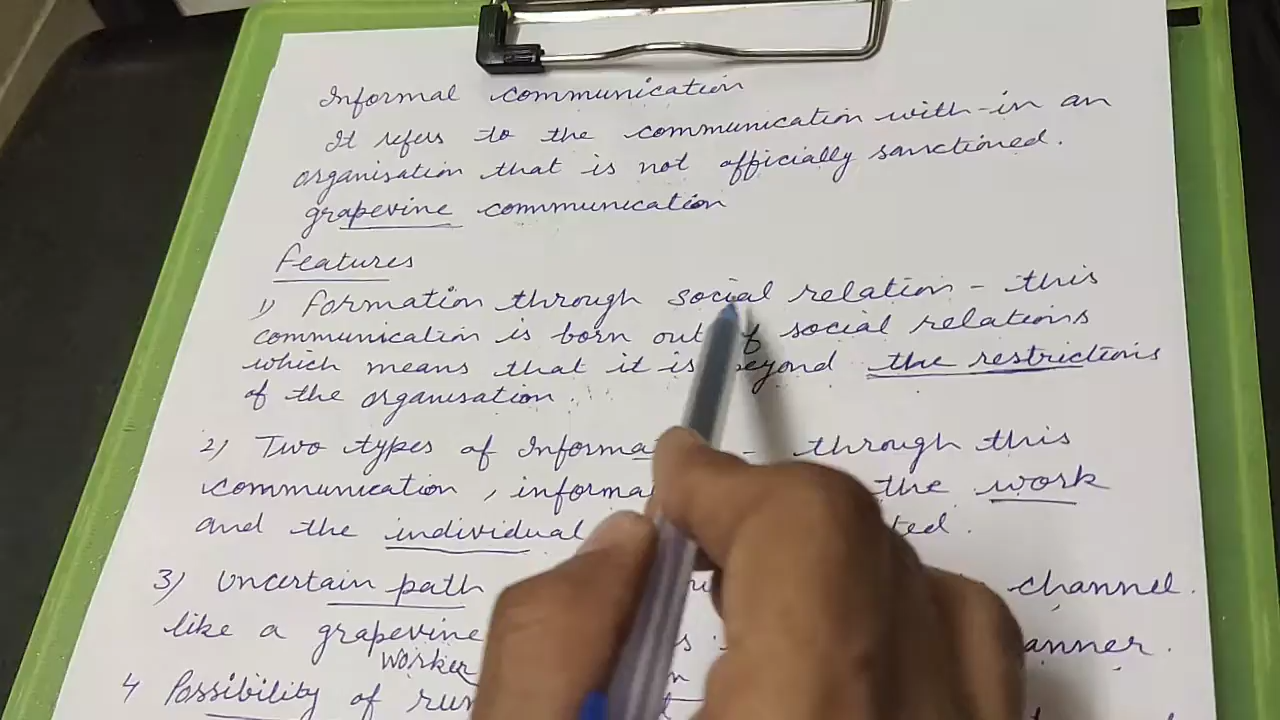 Informal communication
It refers to the communication with-in an
organisation that is not officially sanctioned.
grapevine communication
Features
1) Formation through social relation - this
communication is born out of social relations
which means that it is beyond the restrictions
of the organisation.
2) Two types of Informa - through this
communication, informa the work
and the individual ted.
3) Uncertain path channel.
like a grapevine anner.
worker
4 Possibility of